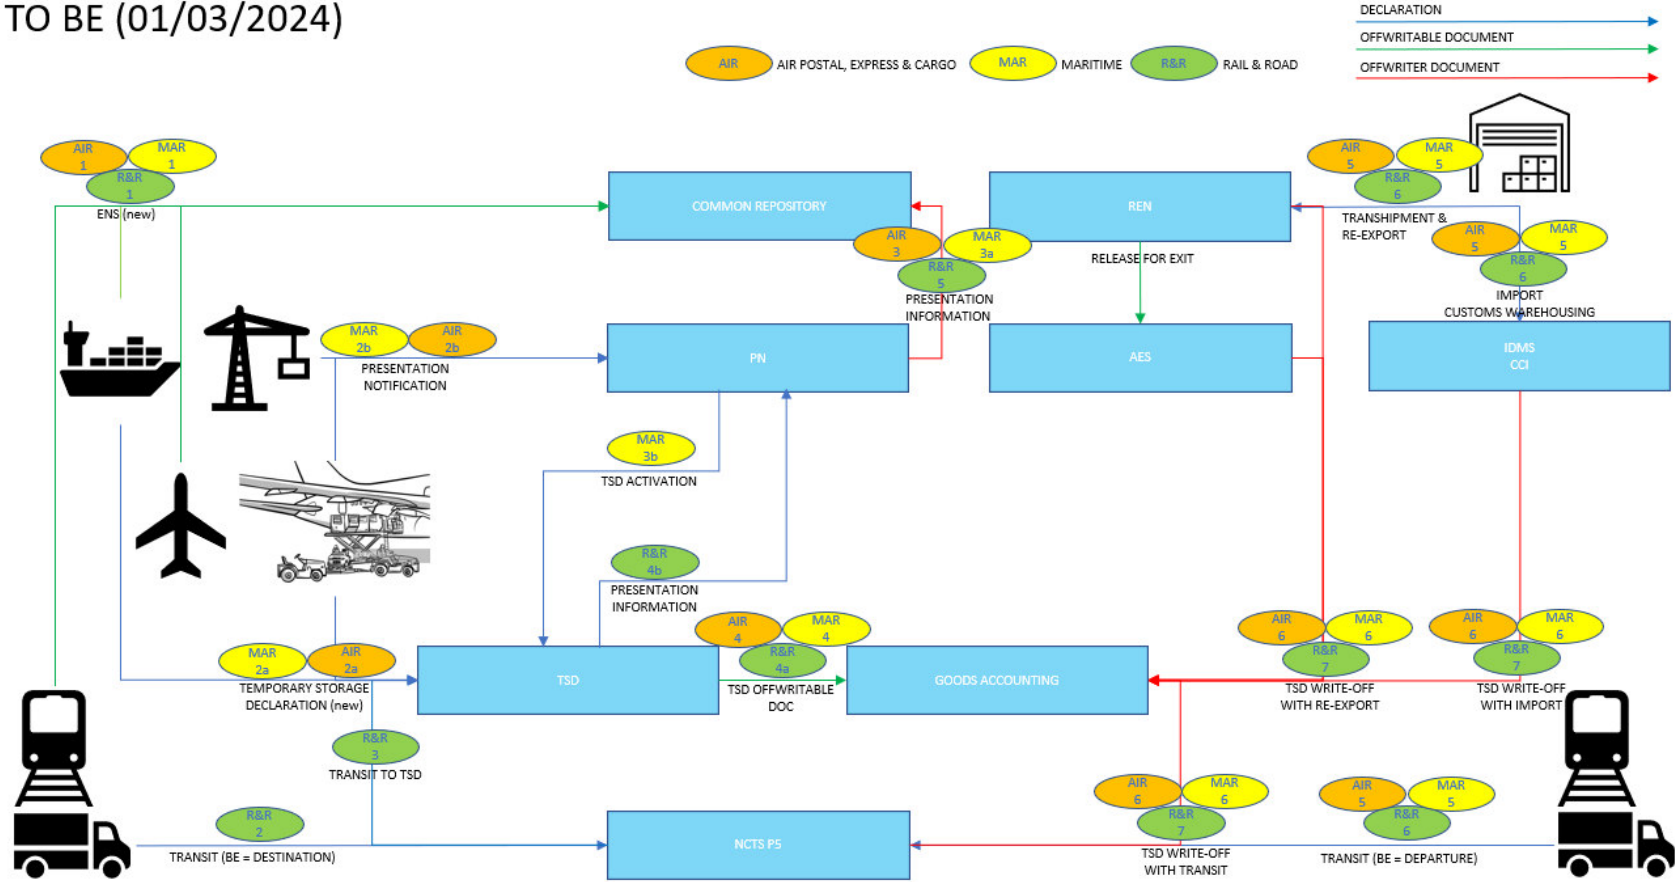 TO BE (01/03/2024)
DECLARATION
OFFWRITABLE DOCUMENT
OFFWRITER DOCUMENT
AIR
AIR POSTAL, EXPRESS & CARGO
MAR
MARITIME
R&R
RAIL & ROAD
AIR
1
MAR
1
R&R
1
ENS (new)
COMMON REPOSITORY
REN
AIR
5
MAR
5
R&R
6
TRANSHIPMENT &
RE-EXPORT
AIR
3
MAR
3a
R&R
5
PRESENTATION
INFORMATION
RELEASE FOR EXIT
AIR
5
MAR
5
R&R
6
IMPORT
CUSTOMS WAREHOUSING
MAR
2b
AIR
2b
PRESENTATION
NOTIFICATION
PN
AES
IDMS
CCI
MAR
3b
TSD ACTIVATION
R&R
4b
PRESENTATION
INFORMATION
MAR
2a
AIR
2a
TEMPORARY STORAGE
DECLARATION (new)
TSD
AIR
4
MAR
4
R&R
4a
TSD OFFWRITABLE
DOC
GOODS ACCOUNTING
AIR
6
MAR
6
R&R
7
TSD WRITE-OFF
WITH RE-EXPORT
AIR
6
MAR
6
R&R
7
TSD WRITE-OFF
WITH IMPORT
R&R
3
TRANSIT TO TSD
R&R
2
TRANSIT (BE = DESTINATION)
NCTS P5
AIR
6
MAR
6
R&R
7
TSD WRITE-OFF
WITH TRANSIT
AIR
5
MAR
5
R&R
6
TRANSIT (BE = DEPARTURE)